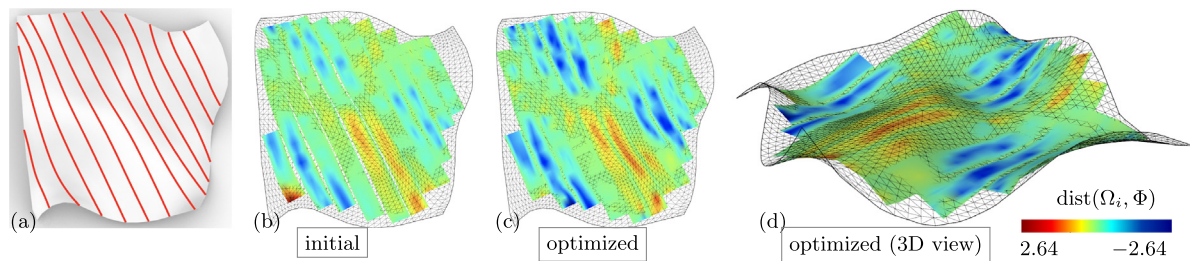 (a)
(b)
initial
(c)
optimized
(d)
optimized (3D view)
dist(Ωᵢ, Φ)
2.64
−2.64